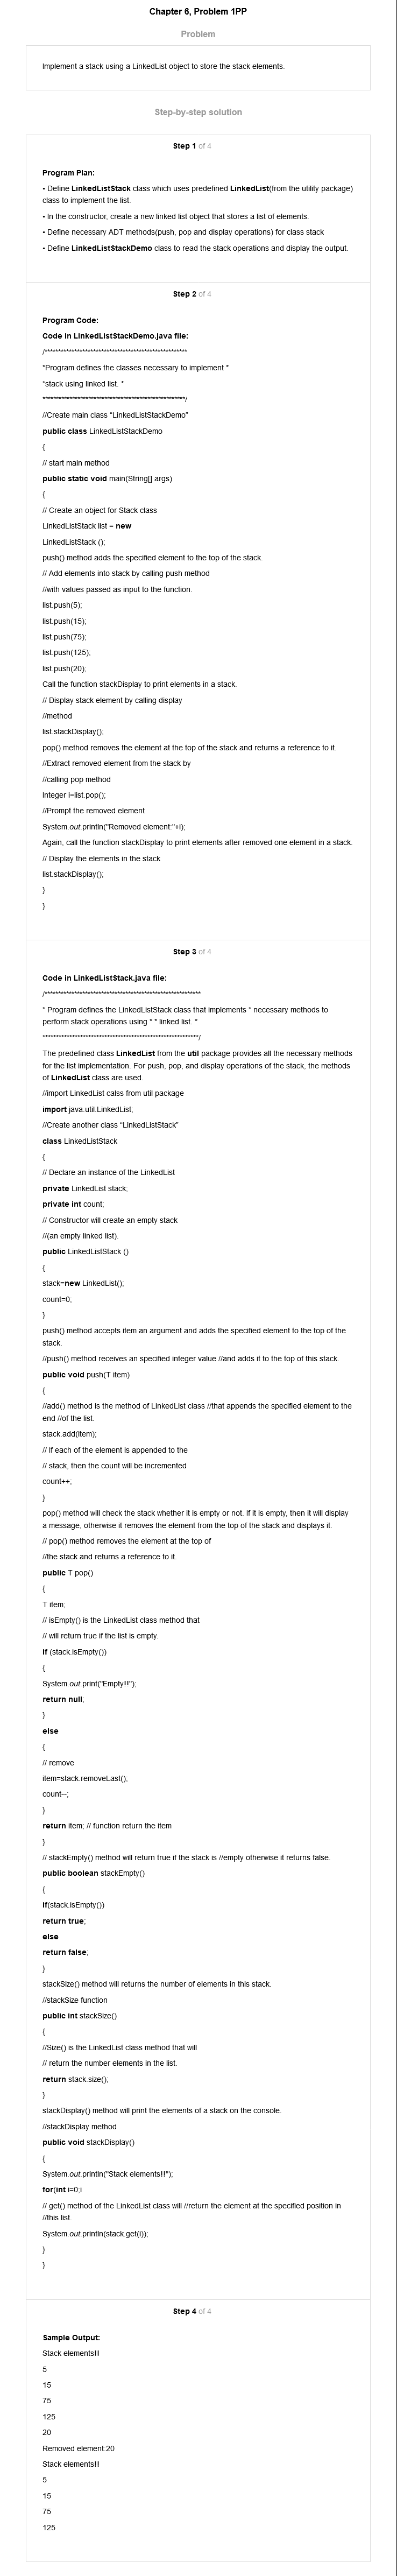 Chapter 6, Problem 1PP
Problem
Implement a stack using a LinkedList object to store the stack elements.
Step-by-step solution
Step 1 of 4
Program Plan:
• Define LinkedListStack class which uses predefined LinkedList(from the utility package)
class to implement the list.
• In the constructor, create a new linked list object that stores a list of elements.
• Define necessary ADT methods(push, pop and display operations) for class stack
• Define LinkedListStackDemo class to read the stack operations and display the output.
Step 2 of 4
Program Code:
Code in LinkedListStackDemo.java file:
/*****************************************************
*Program defines the classes necessary to implement *
*stack using linked list. *
*****************************************************/
//Create main class “LinkedListStackDemo”
public class LinkedListStackDemo
{
// start main method
public static void main(String[] args)
{
// Create an object for Stack class
LinkedListStack list = new
LinkedListStack ();
push() method adds the specified element to the top of the stack.
// Add elements into stack by calling push method
//with values passed as input to the function.
list.push(5);
list.push(15);
list.push(75);
list.push(125);
list.push(20);
Call the function stackDisplay to print elements in a stack.
// Display stack element by calling display
//method
list.stackDisplay();
pop() method removes the element at the top of the stack and returns a reference to it.
//Extract removed element from the stack by
//calling pop method
Integer i=list.pop();
//Prompt the removed element
System.out.println("Removed element:"+i);
Again, call the function stackDisplay to print elements after removed one element in a stack.
// Display the elements in the stack
list.stackDisplay();
}
}
Step 3 of 4
Code in LinkedListStack.java file:
/**********************************************************
* Program defines the LinkedListStack class that implements * necessary methods to
perform stack operations using * * linked list. *
**********************************************************/
The predefined class LinkedList from the util package provides all the necessary methods
for the list implementation. For push, pop, and display operations of the stack, the methods
of LinkedList class are used.
//import LinkedList calss from util package
import java.util.LinkedList;
//Create another class “LinkedListStack”
class LinkedListStack
{
// Declare an instance of the LinkedList
private LinkedList stack;
private int count;
// Constructor will create an empty stack
//(an empty linked list).
public LinkedListStack ()
{
stack=new LinkedList();
count=0;
}
push() method accepts item an argument and adds the specified element to the top of the
stack.
//push() method receives an specified integer value //and adds it to the top of this stack.
public void push(T item)
{
//add() method is the method of LinkedList class //that appends the specified element to the
end //of the list.
stack.add(item);
// If each of the element is appended to the
// stack, then the count will be incremented
count++;
}
pop() method will check the stack whether it is empty or not. If it is empty, then it will display
a message, otherwise it removes the element from the top of the stack and displays it.
// pop() method removes the element at the top of
//the stack and returns a reference to it.
public T pop()
{
T item;
// isEmpty() is the LinkedList class method that
// will return true if the list is empty.
if (stack.isEmpty())
{
System.out.print("Empty!!");
return null;
}
else
{
// remove
item=stack.removeLast();
count--;
}
return item; // function return the item
}
// stackEmpty() method will return true if the stack is //empty otherwise it returns false.
public boolean stackEmpty()
{
if(stack.isEmpty())
return true;
else
return false;
}
stackSize() method will returns the number of elements in this stack.
//stackSize function
public int stackSize()
{
//Size() is the LinkedList class method that will
// return the number elements in the list.
return stack.size();
}
stackDisplay() method will print the elements of a stack on the console.
//stackDisplay method
public void stackDisplay()
{
System.out.println("Stack elements!!");
for(int i=0;i
// get() method of the LinkedList class will //return the element at the specified position in
//this list.
System.out.println(stack.get(i));
}
}
Step 4 of 4
Sample Output:
Stack elements!!
5
15
75
125
20
Removed element:20
Stack elements!!
5
15
75
125